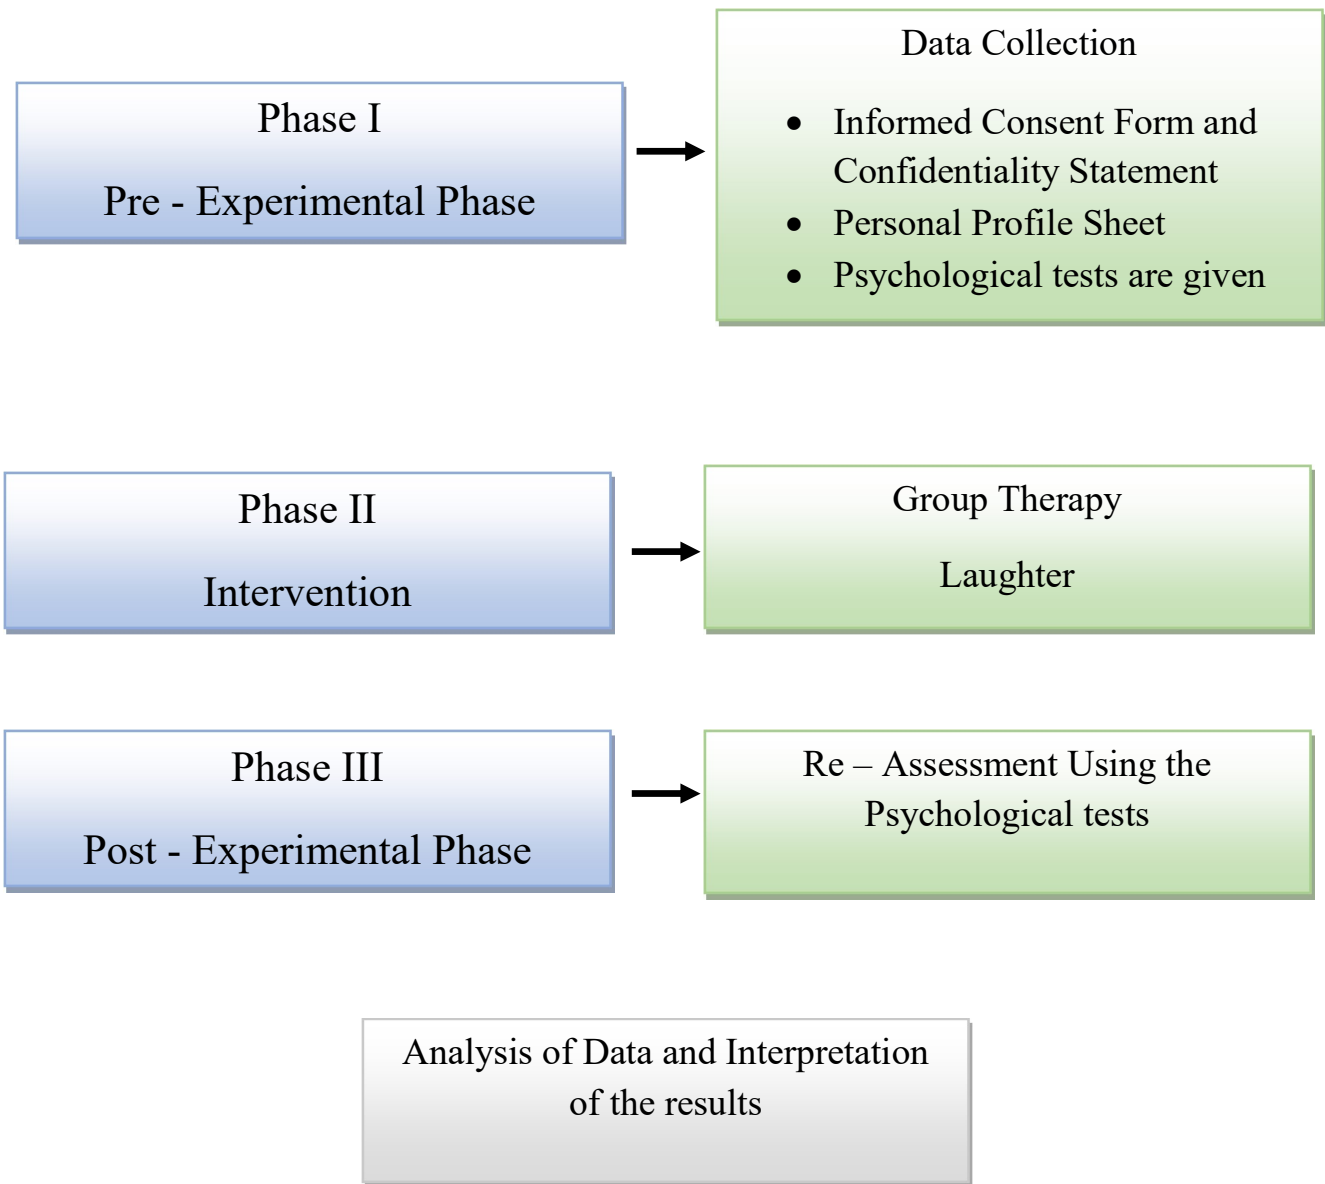 Phase I
Pre - Experimental Phase
Data Collection
• Informed Consent Form and
Confidentiality Statement
• Personal Profile Sheet
• Psychological tests are given
Phase II
Intervention
Group Therapy
Laughter
Phase III
Post - Experimental Phase
Re – Assessment Using the
Psychological tests
Analysis of Data and Interpretation
of the results